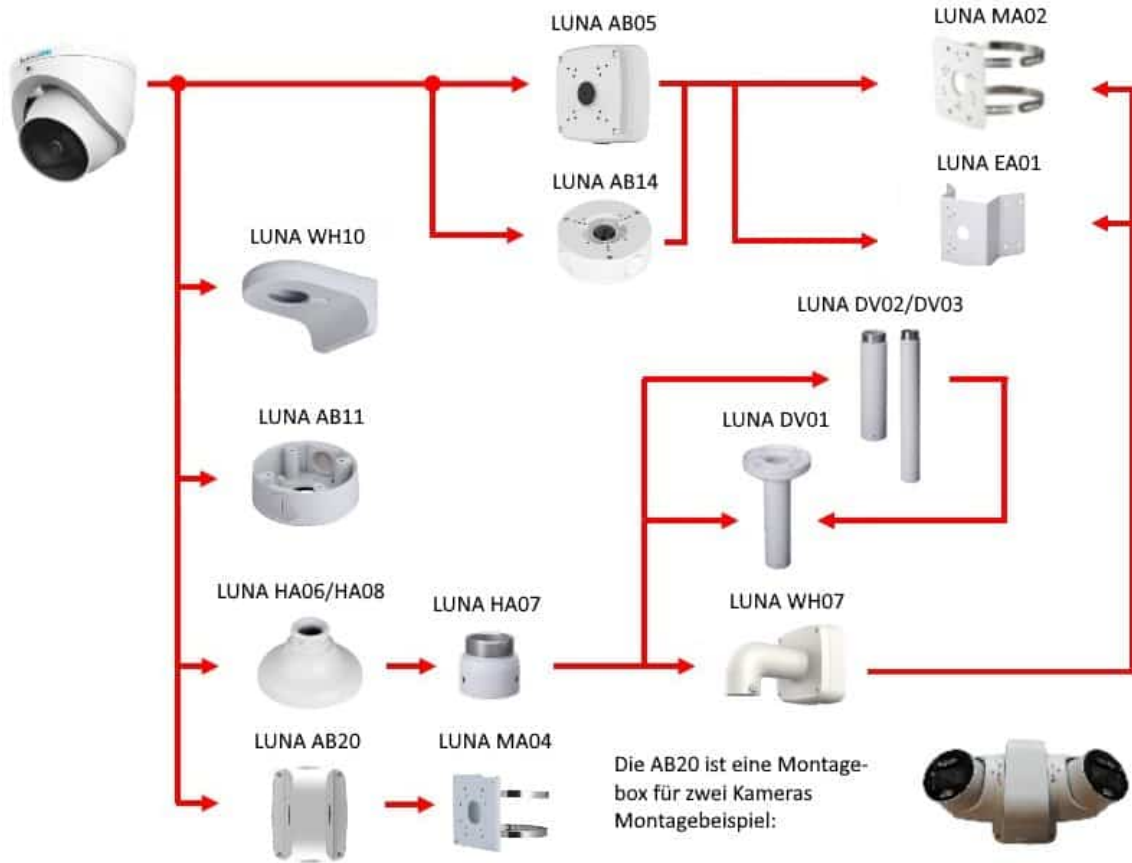 LUNA AB05
LUNA MA02
LUNA AB14
LUNA EA01
LUNA WH10
LUNA DV02/DV03
LUNA AB11
LUNA DV01
LUNA HA06/HA08
LUNA HA07
LUNA WH07
LUNA AB20
LUNA MA04
Die AB20 ist eine Montage-
box für zwei Kameras
Montagebeispiel: